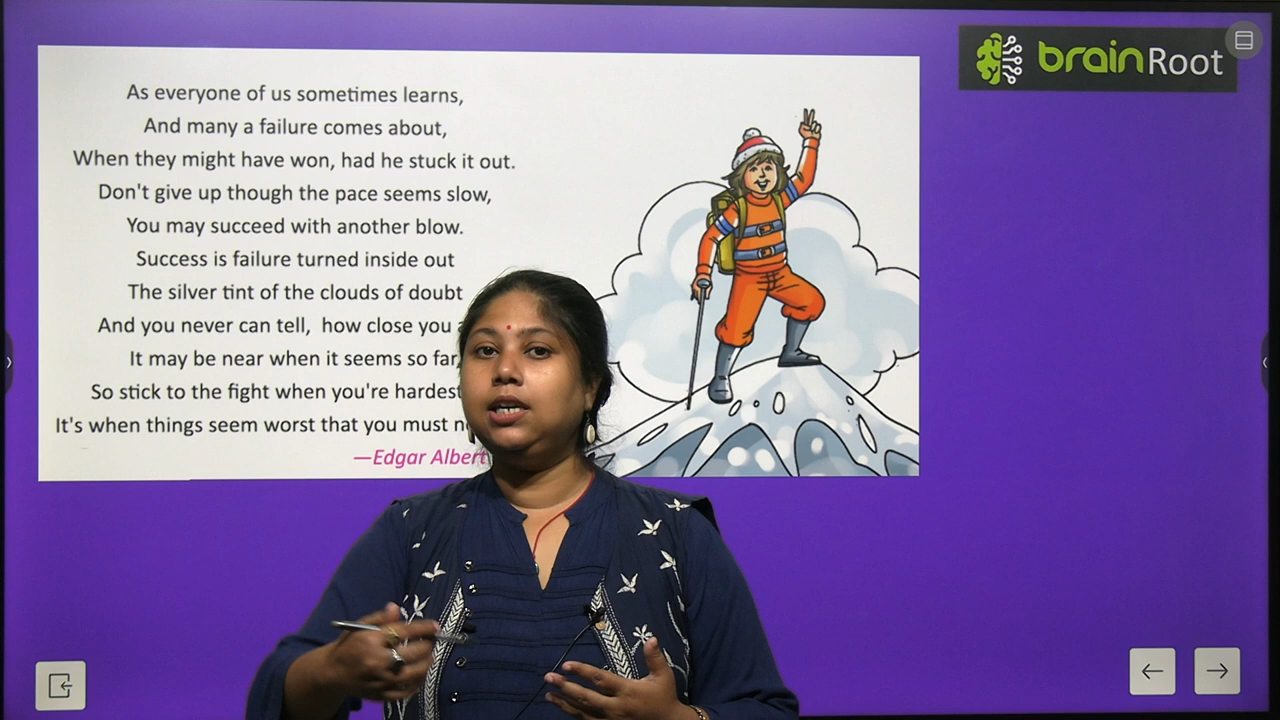 As everyone of us sometimes learns,
And many a failure comes about,
When they might have won, had he stuck it out.
Don't give up though the pace seems slow,
You may succeed with another blow.
Success is failure turned inside out
The silver tint of the clouds of doubt
And you never can tell, how close you
It may be near when it seems so far,
So stick to the fight when you're hardest
It's when things seem worst that you must
—Edgar Albert
brainRoot